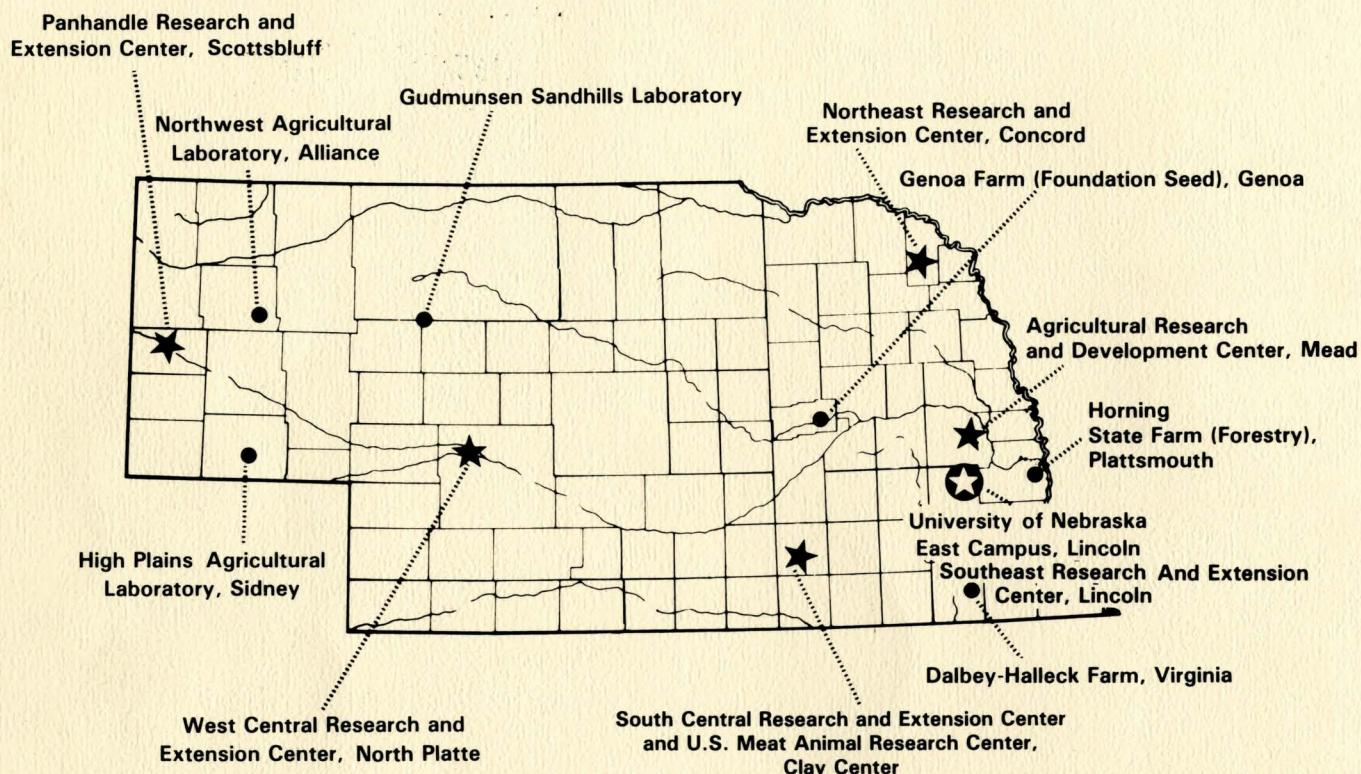 Panhandle Research and
Extension Center, Scottsbluff
Northwest Agricultural
Laboratory, Alliance
Gudmunsen Sandhills Laboratory
Northeast Research and
Extension Center, Concord
Genoa Farm (Foundation Seed), Genoa
Agricultural Research
and Development Center, Mead
Horning
State Farm (Forestry),
Plattsmouth
University of Nebraska
East Campus, Lincoln
Southeast Research And Extension
Center, Lincoln
High Plains Agricultural
Laboratory, Sidney
Dalbey-Halleck Farm, Virginia
West Central Research and
Extension Center, North Platte
South Central Research and Extension Center
and U.S. Meat Animal Research Center,
Clay Center